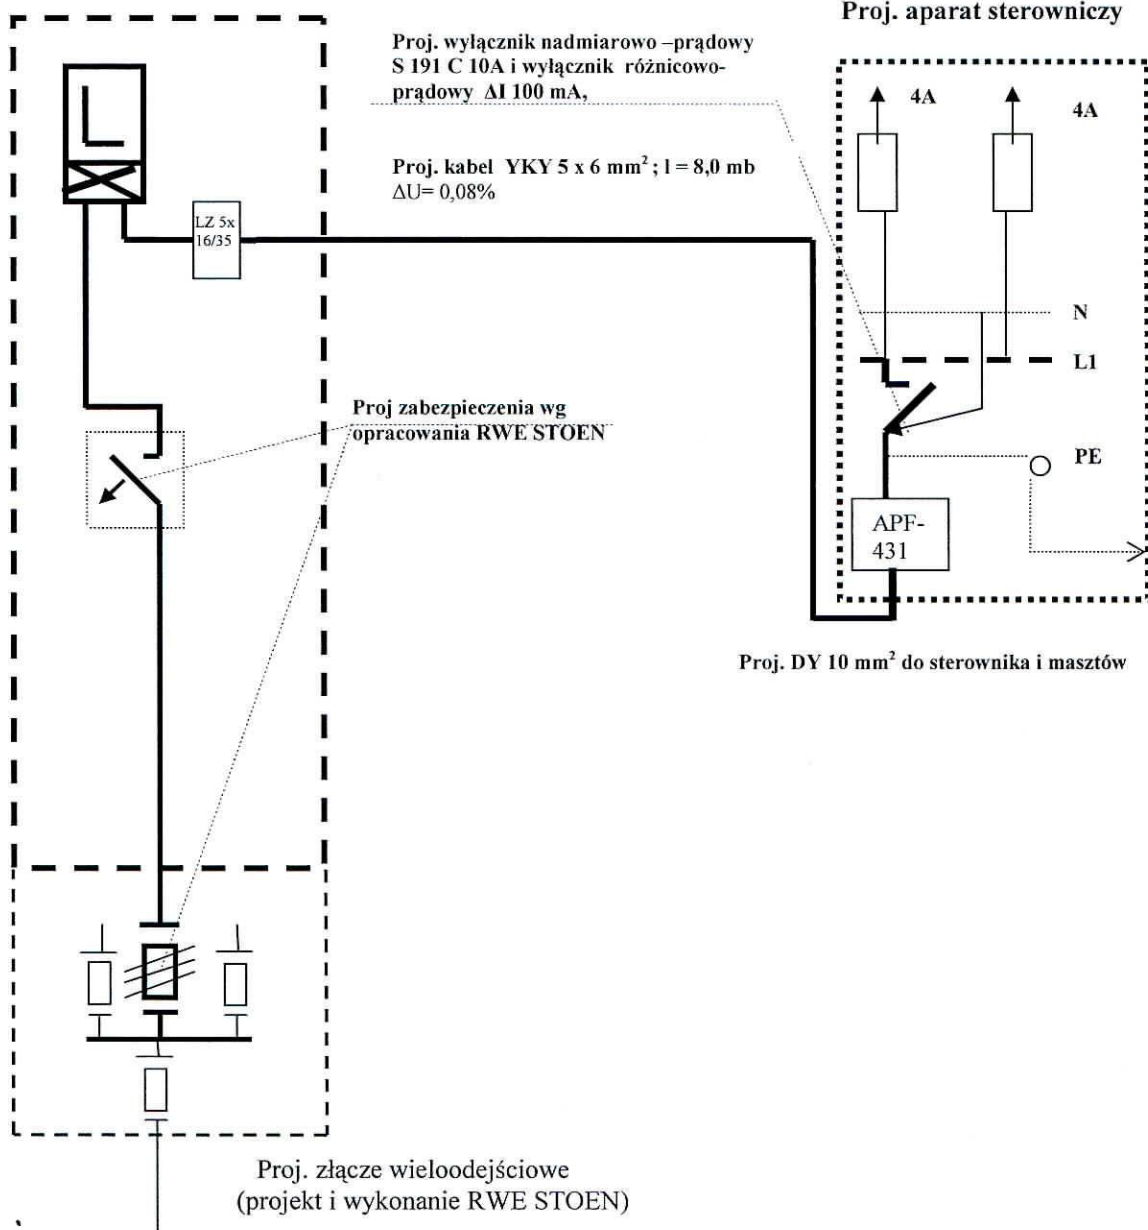 Proj. aparat sterowniczy
Proj. wyłącznik nadmiarowo –prądowy
S 191 C 10A i wyłącznik różnicowo-
prądowy ΔI 100 mA,
4A
4A
Proj. kabel YKY 5 x 6 mm² ; l = 8,0 mb
ΔU= 0,08%
LZ 5x
16/35
N
L1
Proj zabezpieczenia wg
opracowania RWE STOEN
PE
APF-
431
Proj. DY 10 mm² do sterownika i masztów
Proj. złącze wieloodejściowe
(projekt i wykonanie RWE STOEN)